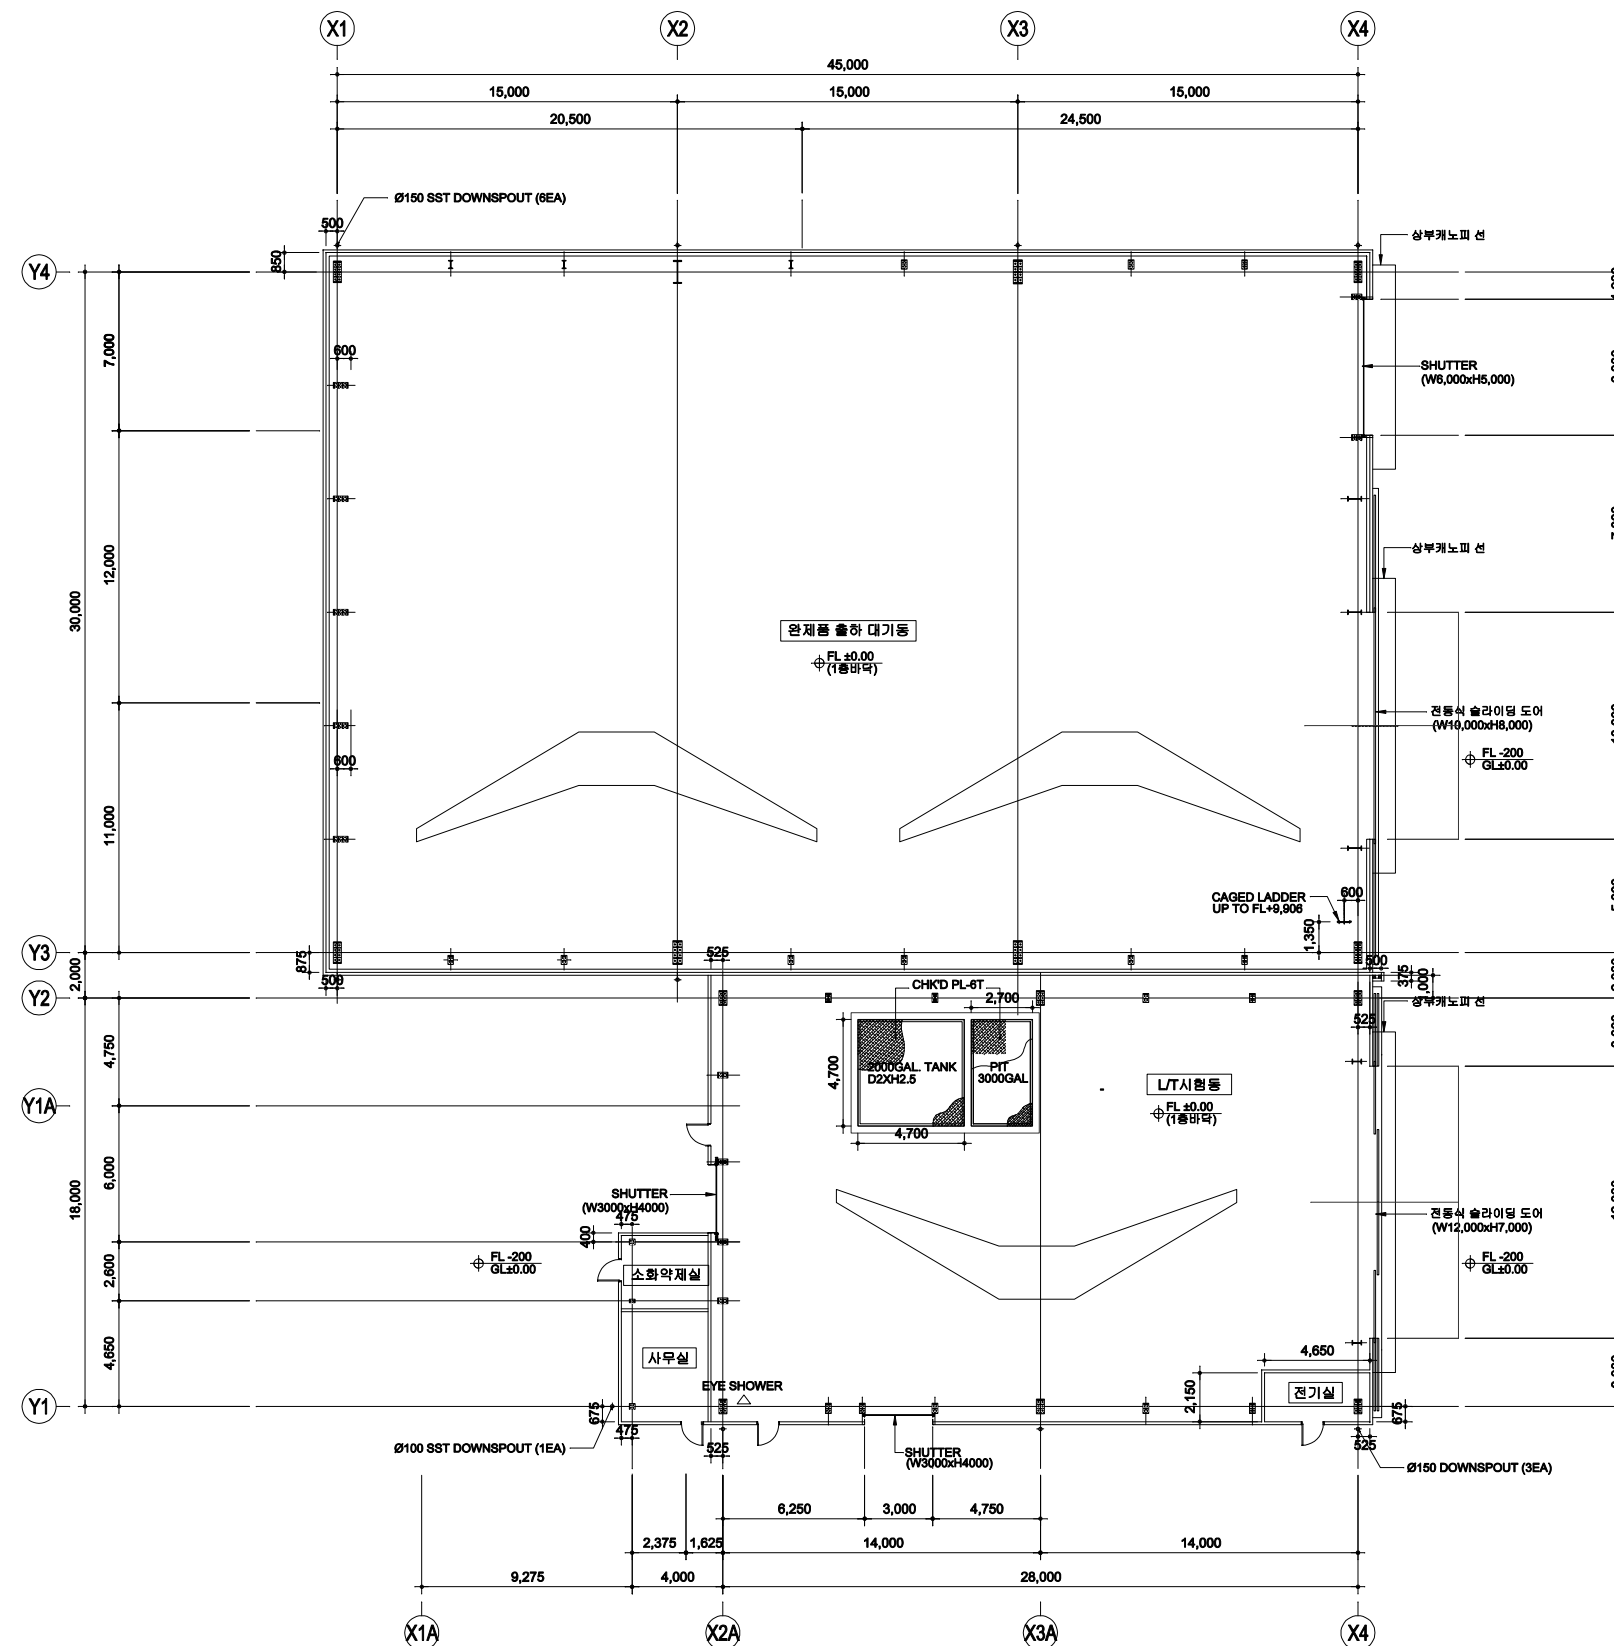 X1
X2
X3
X4
45,000
15,000
15,000
15,000
20,500
24,500
Ø150 SST DOWNSPOUT (6EA)
500
850
상부캐노피 선
Y4
7,000
600
SHUTTER
(W6,000xH5,000)
12,000
상부캐노피 선
30,000
완제품 출하 대기동
FL ±0.00
(1층바닥)
전동식 슬라이딩 도어
(W10,000xH8,000)
600
FL -200
GL±0.00
11,000
CAGED LADDER
UP TO FL+9,906
600
1,350
Y3
875
525
500
375
2,000
500
CHK'D PL-6T
2,700
Y2
상부캐노피 선
525
4,750
4,700
2000GAL. TANK
D2XH2.5
PIT
3000GAL
L/T시험동
FL ±0.00
(1층바닥)
Y1A
4,700
6,000
18,000
SHUTTER
(W3000xH4000)
475
400
전동식 슬라이딩 도어
(W12,000xH7,000)
FL -200
GL±0.00
FL -200
GL±0.00
2,600
소화약제실
4,650
사무실
4,650
EYE SHOWER
2,150
전기실
Y1
675
675
475
525
525
Ø100 SST DOWNSPOUT (1EA)
SHUTTER
(W3000xH4000)
Ø150 DOWNSPOUT (3EA)
6,250
3,000
4,750
2,375
1,625
14,000
14,000
9,275
4,000
28,000
X1A
X2A
X3A
X4